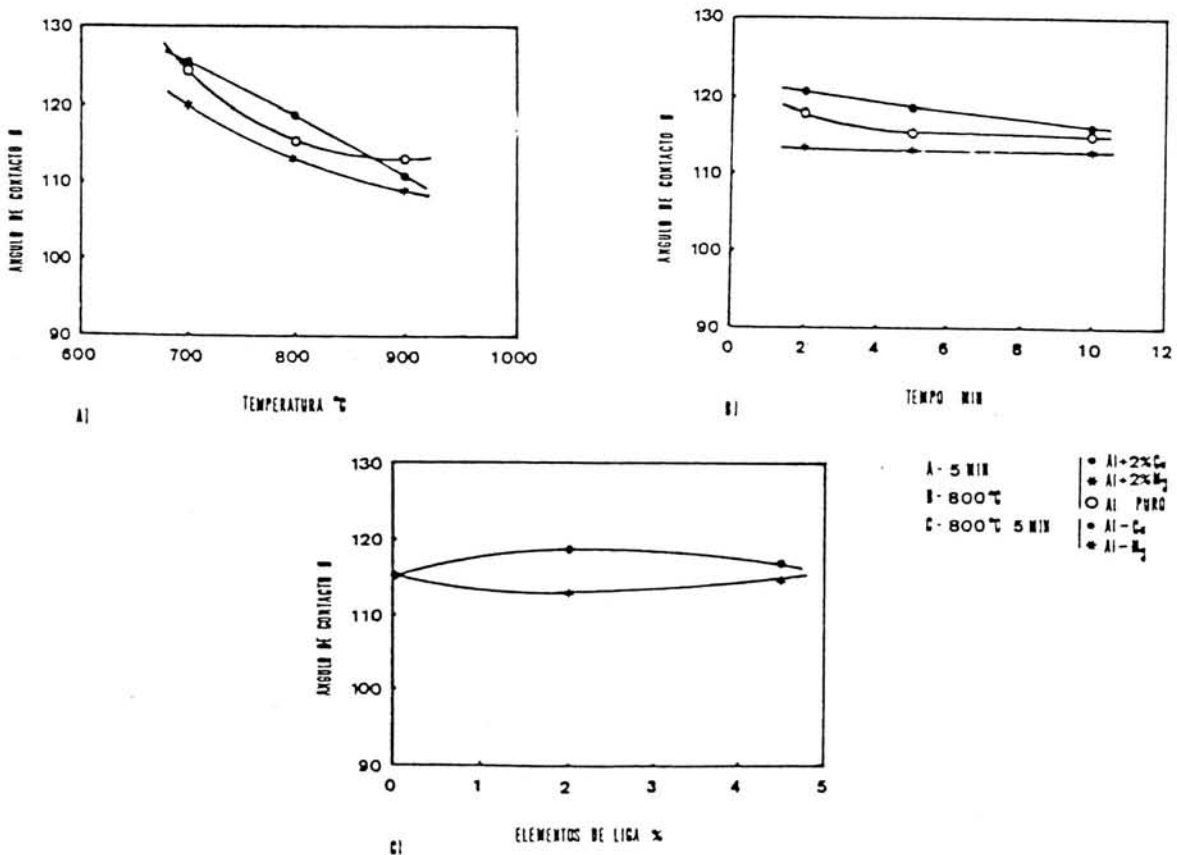 130
120
110
100
90
600
700
800
900
1000
ANGULO DE CONTACTO θ
TEMPERATURA °C
A)
130
120
110
100
90
0
2
4
6
8
10
12
ANGULO DE CONTACTO θ
TEMPO MIN
B)
130
120
110
100
90
0
1
2
3
4
5
ANGULO DE CONTACTO θ
ELEMENTOS DE LIGA %
C)
A - 5 MIN
B - 800 °C
C - 800 °C 5 MIN
Al+2%
Al+2%Mg
Al PURO
Al-
Al-Mg